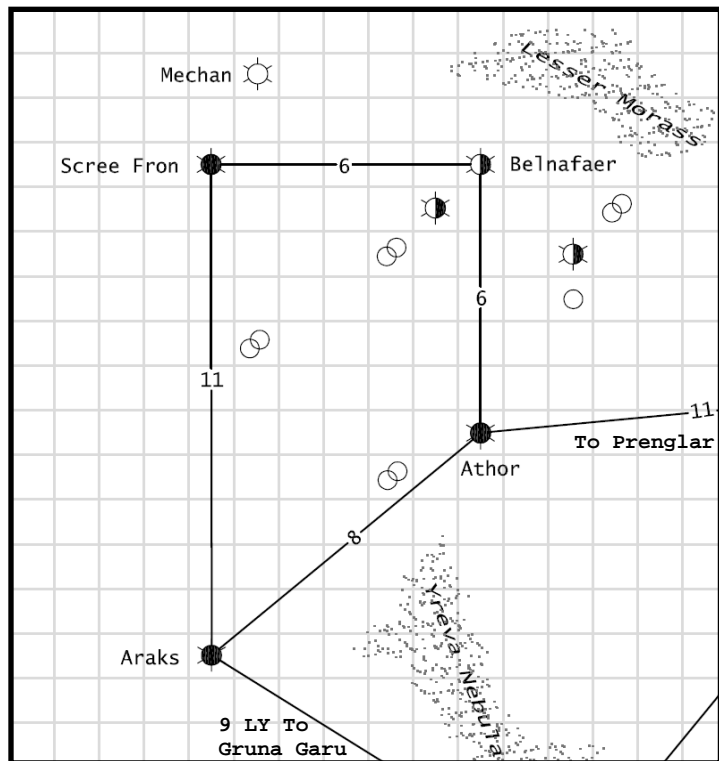 Lesser Morass
Mechan
Scree Fron
6
Belnafaer
6
11
11
To Prenglar
Athor
8
Yreva Nebula
Araks
9 LY To
Gruna Garu